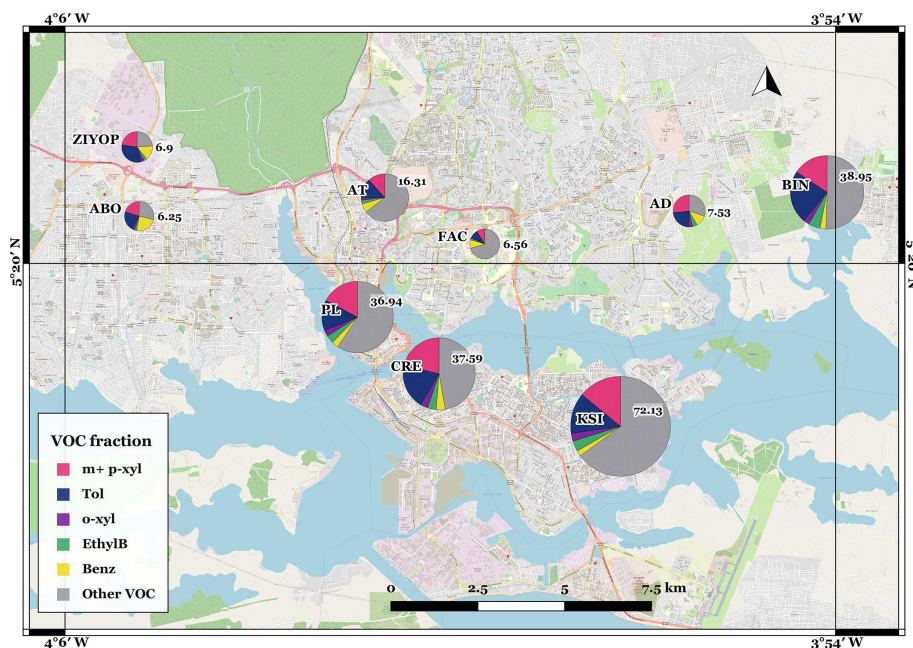 4°6′ W
3°54′ W
ZIYOP
6.9
AT
16.31
BIN
38.95
ABO
6.25
AD
7.53
FAC
6.56
5°20′ N
5°20′ N
PL
36.94
CRE
37.59
KSI
72.13
VOC fraction
m+ p-xyl
Tol
o-xyl
EthylB
Benz
Other VOC
0
2.5
5
7.5 km
4°6′ W
3°54′ W